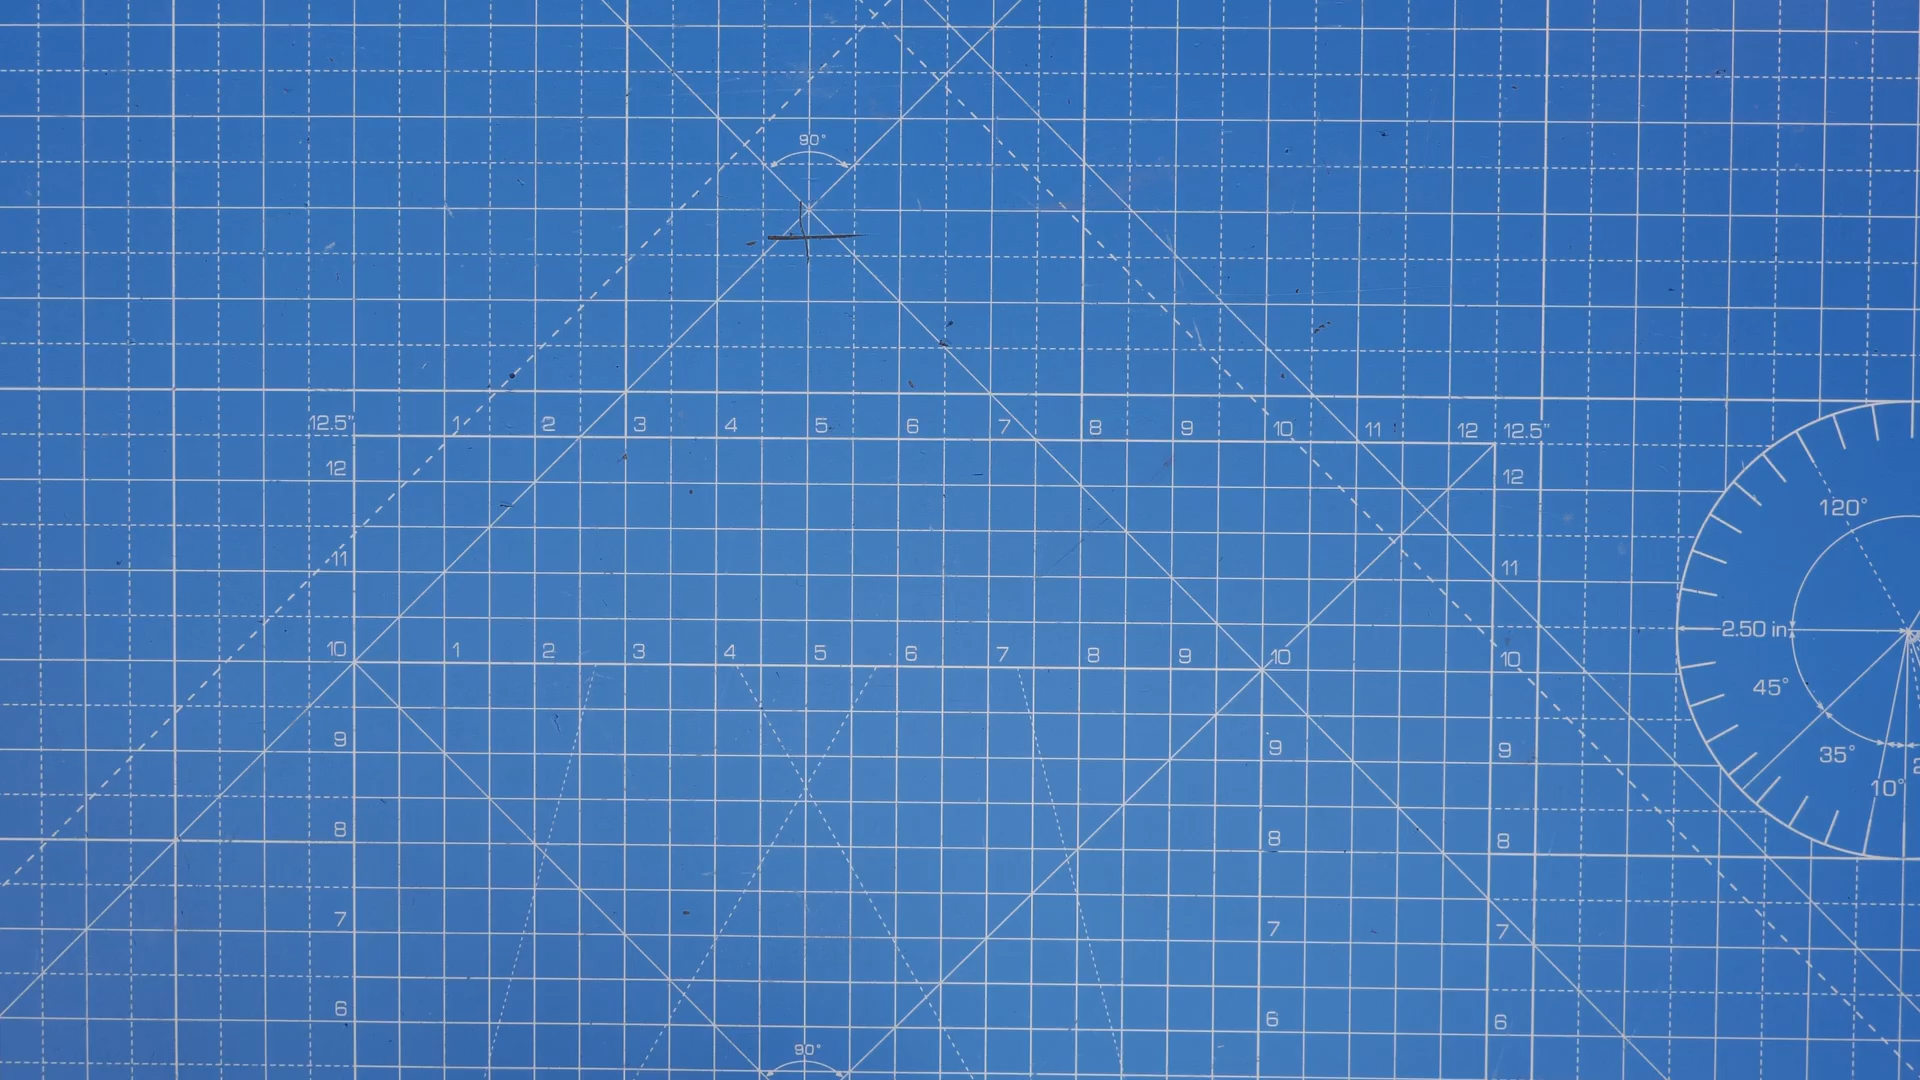 90°
12.5" 1 2 3 4 5 6 7 8 9 10 11 12 12.5"
12 12
120°
11 11
2.50 in
10 1 2 3 4 5 6 7 8 9 10 10
45°
9 9 9
35°
10° 2
8 8 8
7 7 7
6 6 6
90°